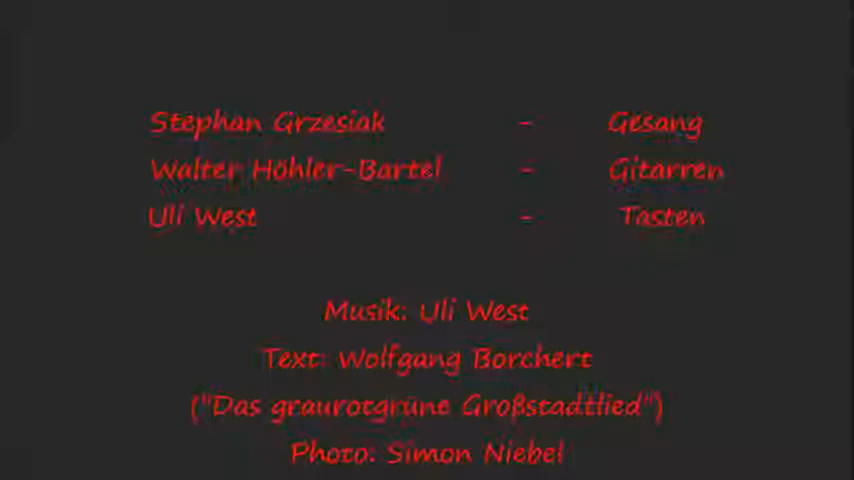 Stephan Grzesiak - Gesang
Walter Höhler-Bartel - Gitarren
Uli West - Tasten
Musik: Uli West
Text: Wolfgang Borchert
("Das graurotgrüne Großstadtlied")
Photo: Simon Niebel